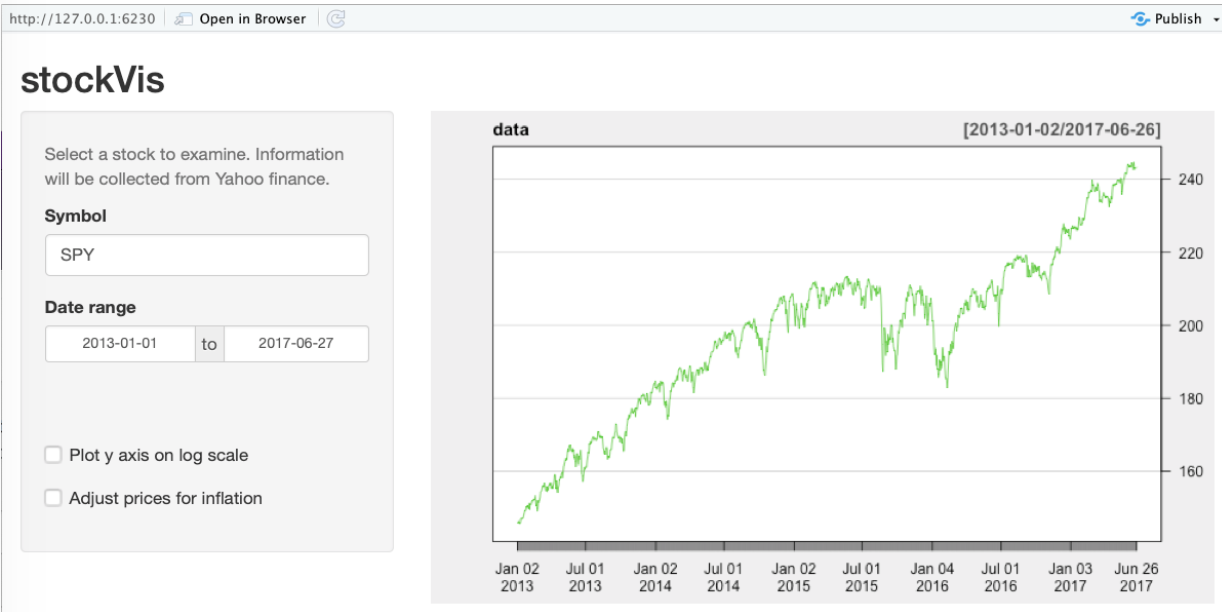 http://127.0.0.1:6230 Open in Browser Publish
stockVis
Select a stock to examine. Information
will be collected from Yahoo finance.
Symbol
SPY
Date range
2013-01-01 to 2017-06-27
Plot y axis on log scale
Adjust prices for inflation
data [2013-01-02/2017-06-26]
240
220
200
180
160
Jan 02 Jul 01 Jan 02 Jul 01 Jan 02 Jul 01 Jan 04 Jul 01 Jan 03 Jun 26
2013 2013 2014 2014 2015 2015 2016 2016 2017 2017